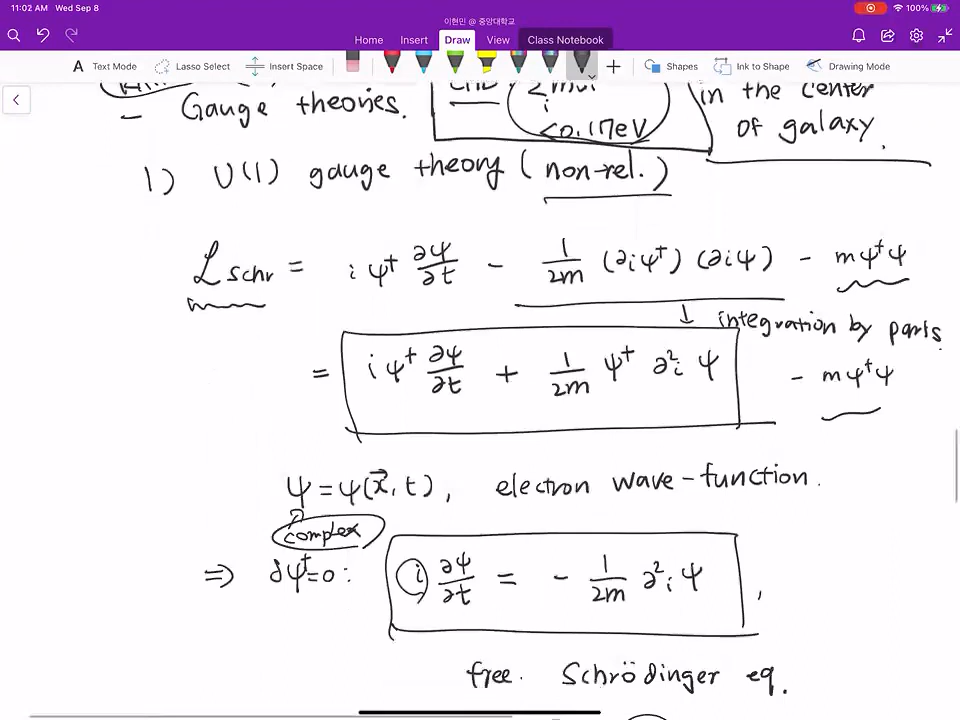 11:02 AM Wed Sep 8
100%
이현민 @ 중앙대학교
Home Insert Draw View Class Notebook
Text Mode Lasso Select Insert Space Shapes Ink to Shape Drawing Mode
in the center
Gauge theories.
<0.17eV
of galaxy.
1) U(1) gauge theory (non-rel.)
ℒschr = iψ† ∂ψ/∂t - 1/2m (∂iψ†)(∂iψ) - mψ†ψ
↓ integration by parts.
= iψ† ∂ψ/∂t + 1/2m ψ† ∂²i ψ - mψ†ψ
ψ = ψ(x⃗, t), electron wave-function.
complex
⇒ δψ†=0 : i ∂ψ/∂t = - 1/2m ∂²i ψ ,
free. Schrödinger eq.